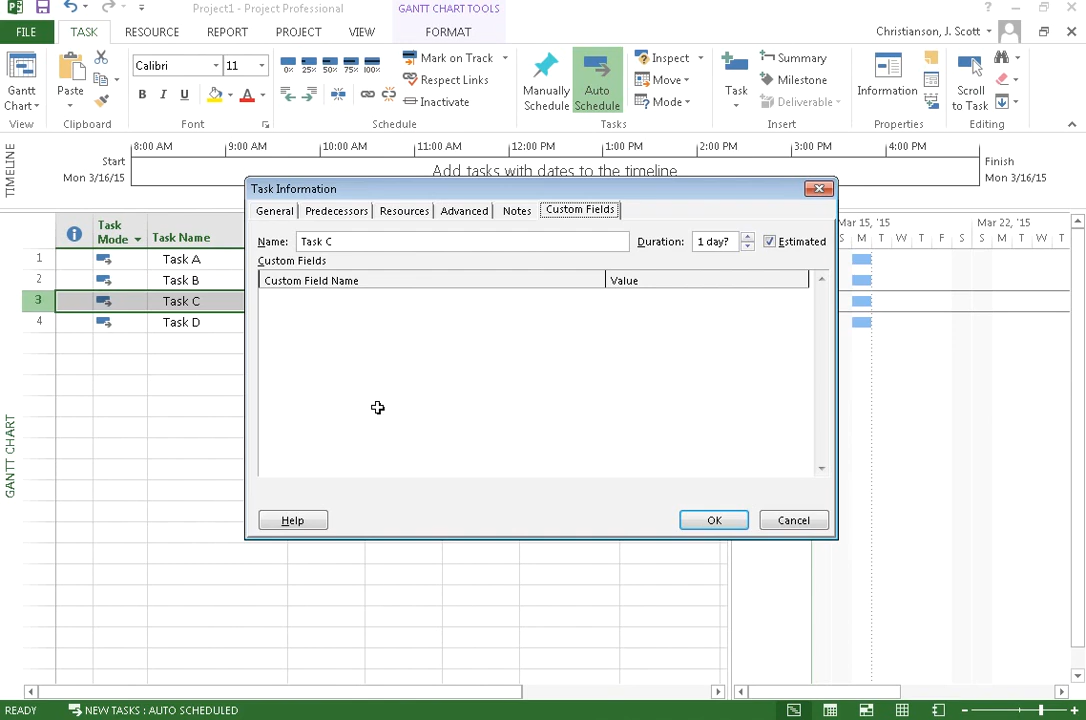 Project1 - Project Professional
GANTT CHART TOOLS
FILE TASK RESOURCE REPORT PROJECT VIEW FORMAT
Christianson, J. Scott
Gantt Chart
View
Paste
Clipboard
Calibri 11
B I U A
Font
0% 25% 50% 75% 100%
Mark on Track
Respect Links
Inactivate
Schedule
Manually Schedule
Auto Schedule
Inspect
Move
Mode
Tasks
Task
Summary
Milestone
Deliverable
Insert
Information
Properties
Scroll to Task
Editing
TIMELINE
8:00 AM 9:00 AM 10:00 AM 11:00 AM 12:00 PM 1:00 PM 2:00 PM 3:00 PM 4:00 PM
Start
Mon 3/16/15
Add tasks with dates to the timeline
Finish
Mon 3/16/15
Task Information
General Predecessors Resources Advanced Notes Custom Fields
Name: Task C Duration: 1 day? Estimated
Custom Fields
Custom Field Name Value
Help OK Cancel
GANTT CHART
Task Mode Task Name
1 Task A
2 Task B
3 Task C
4 Task D
Mar 15, '15 Mar 22, '15
S M T W T F S S M T W T
READY NEW TASKS : AUTO SCHEDULED